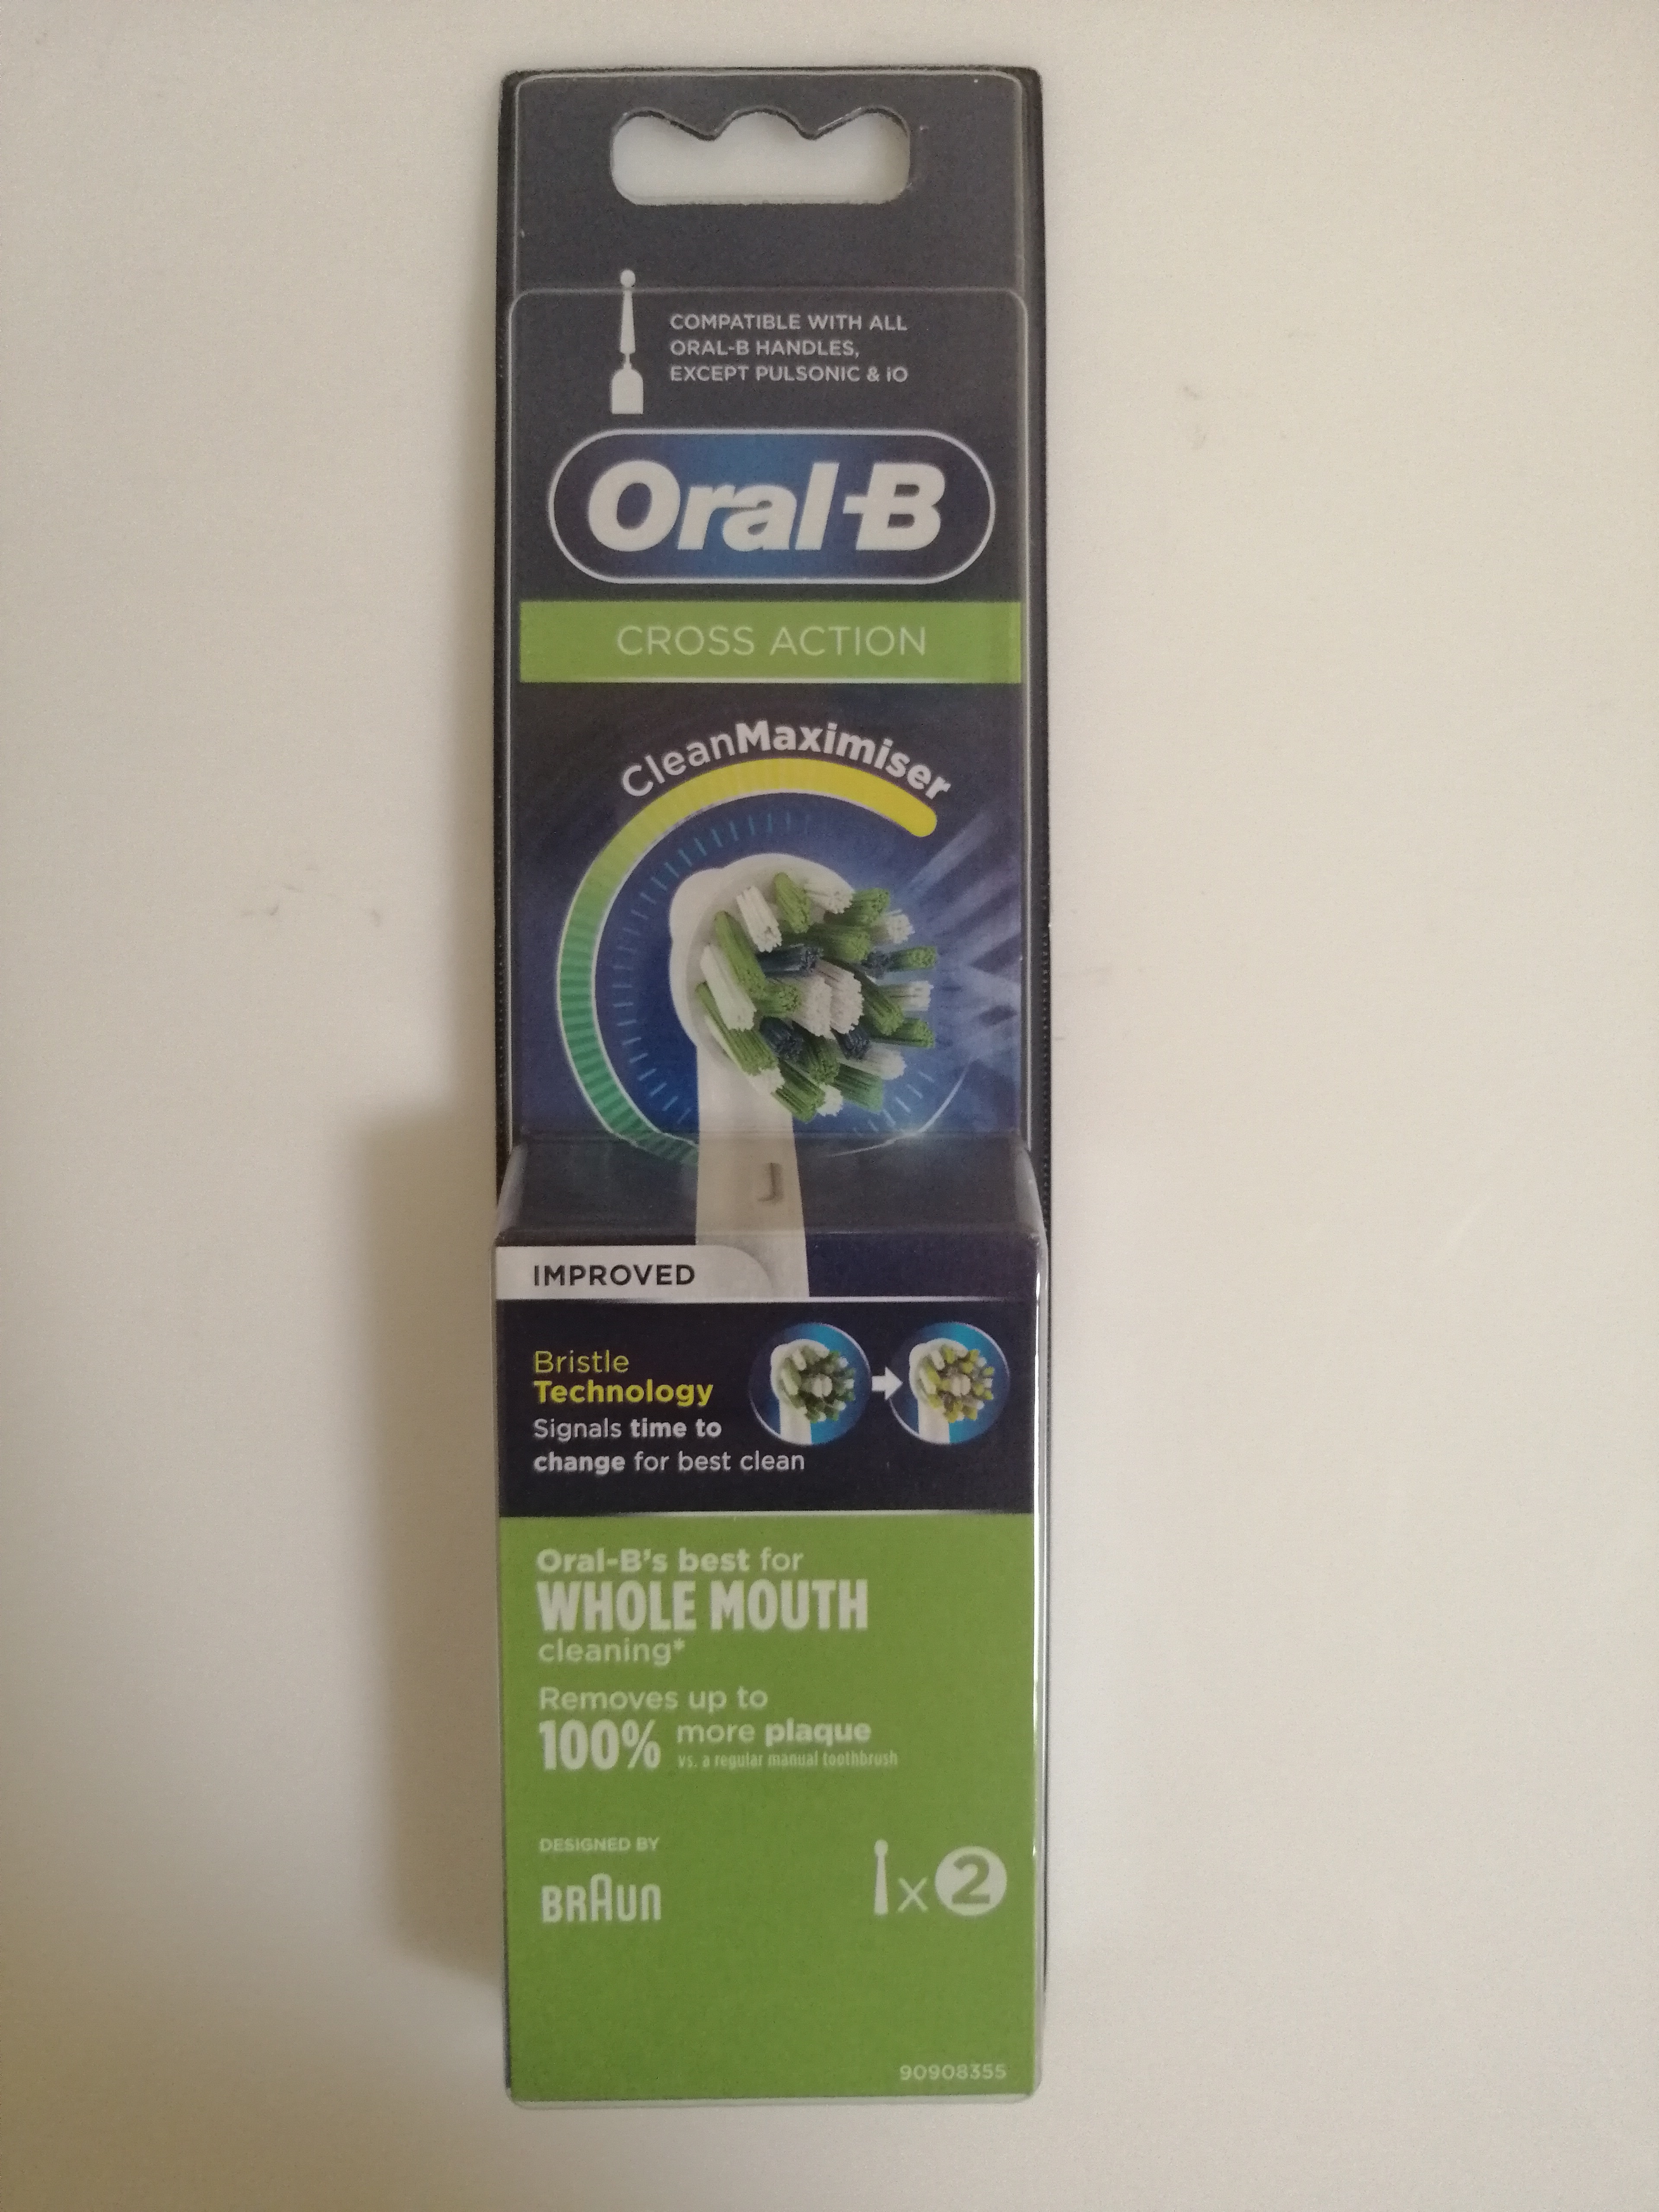 COMPATIBLE WITH ALL
ORAL-B HANDLES,
EXCEPT PULSONIC & iO
Oral-B
CROSS ACTION
CleanMaximiser
IMPROVED
Bristle
Technology
Signals time to
change for best clean
Oral-B's best for
WHOLE MOUTH
cleaning*
Removes up to
100% more plaque
vs. a regular manual toothbrush
DESIGNED BY
BRAUN
x2
90908355